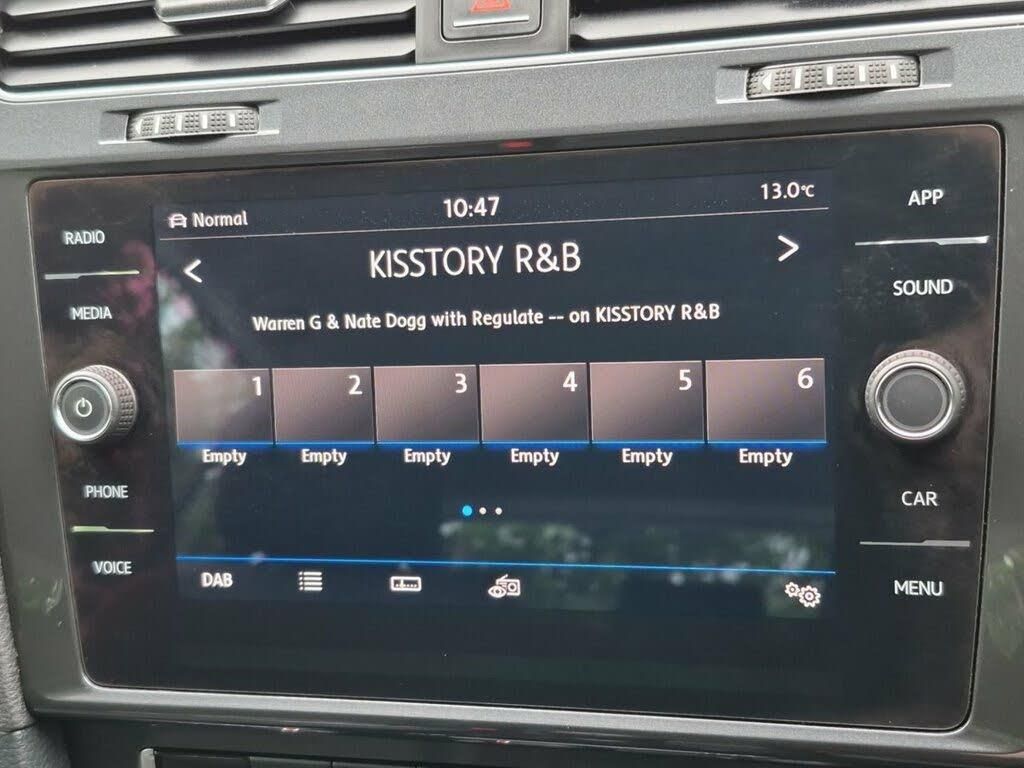 Normal 10:47 13.0°C
RADIO
MEDIA
PHONE
VOICE
< KISSTORY R&B >
Warren G & Nate Dogg with Regulate -- on KISSTORY R&B
1 2 3 4 5 6
Empty Empty Empty Empty Empty Empty
DAB
APP
SOUND
CAR
MENU